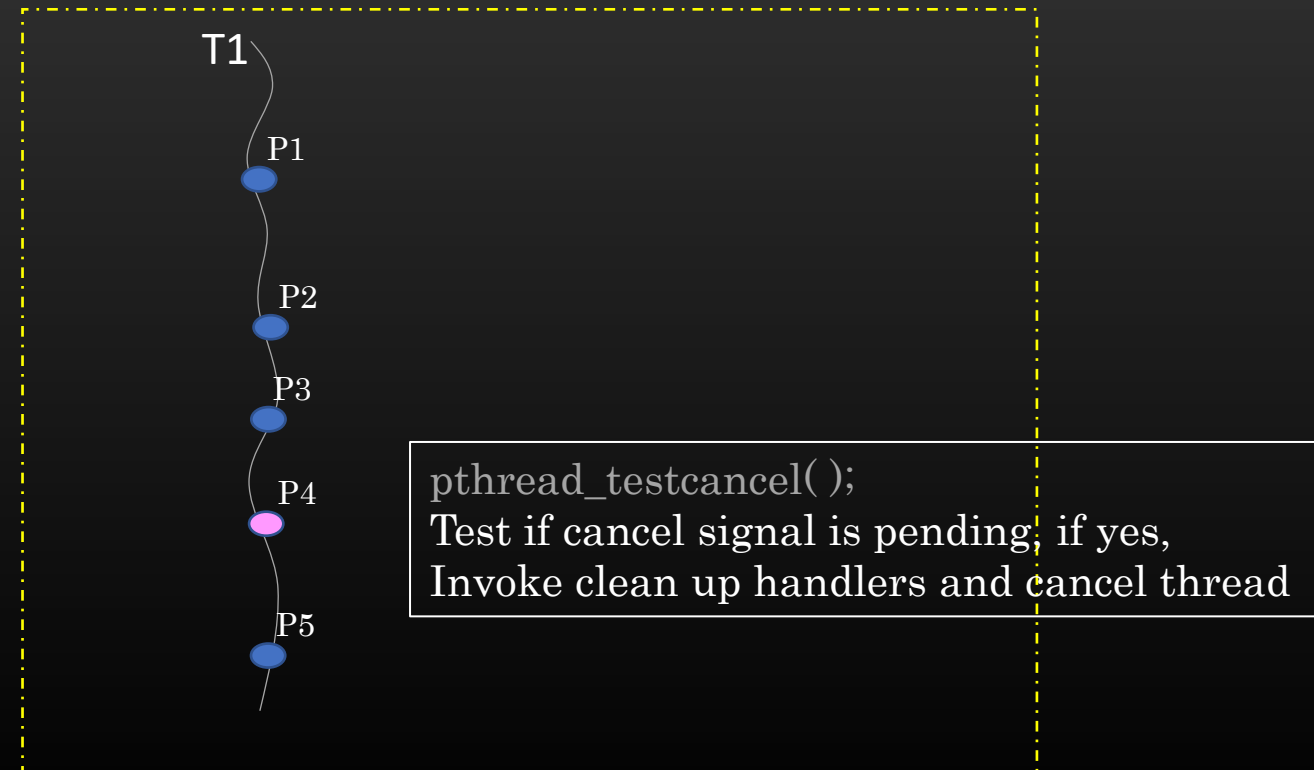 T1
P1
P2
P3
P4
pthread_testcancel( );
Test if cancel signal is pending, if yes,
Invoke clean up handlers and cancel thread
P5